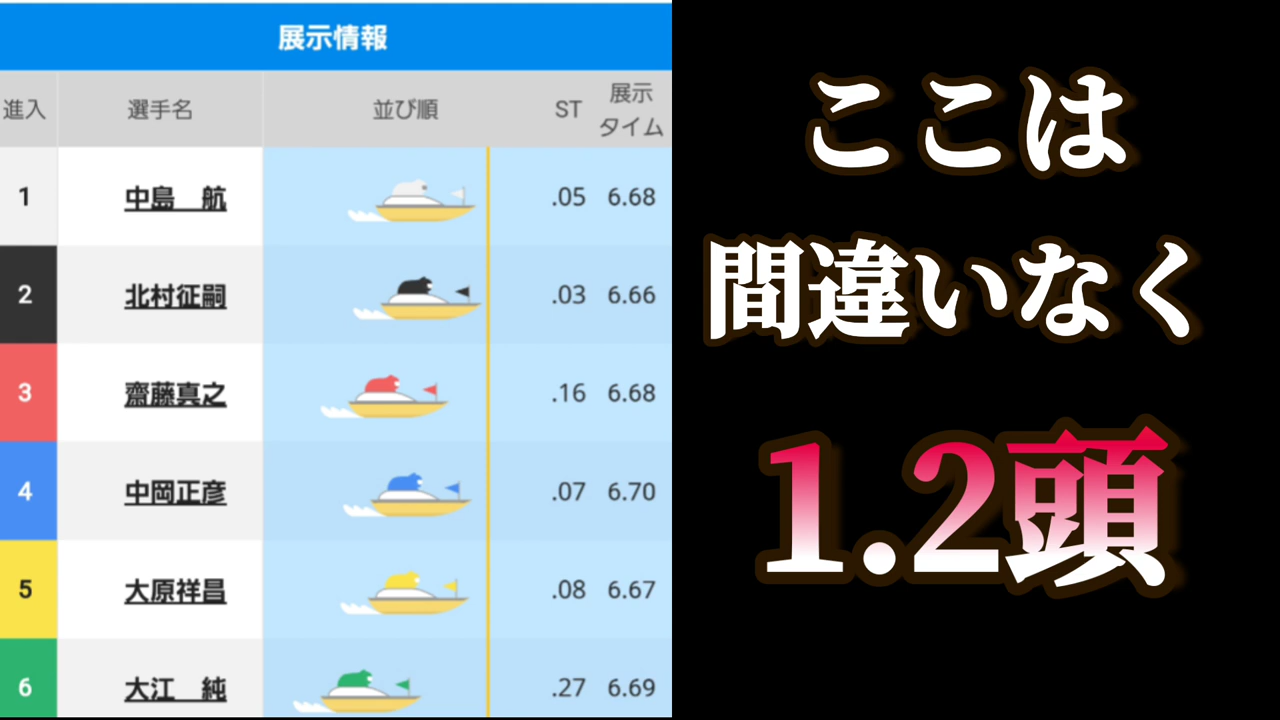 展示情報
進入 選手名 並び順 ST 展示タイム
1 中島 航 .05 6.68
2 北村征嗣 .03 6.66
3 齋藤真之 .16 6.68
4 中岡正彦 .07 6.70
5 大原祥昌 .08 6.67
6 大江 純 .27 6.69
ここは
間違いなく
1.2頭